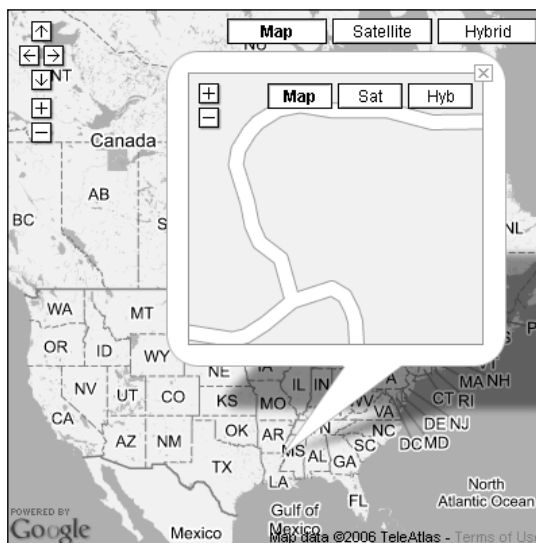 Map Satellite Hybrid
NU
NT
Map Sat Hyb
Canada
AB
BC
NL
WA
MT
OR
ID
WY
NE
IL IN
NV
UT
CO
KS
MO
WV
VA
MA NH
CT RI
CA
AZ
NM
OK
AR
NC
DE NJ
DC MD
SC
TX
MS
AL
GA
LA
FL
North
Atlantic Ocean
Gulf of
Mexico
Mexico
POWERED BY
Google
Map data ©2006 TeleAtlas - Terms of Use